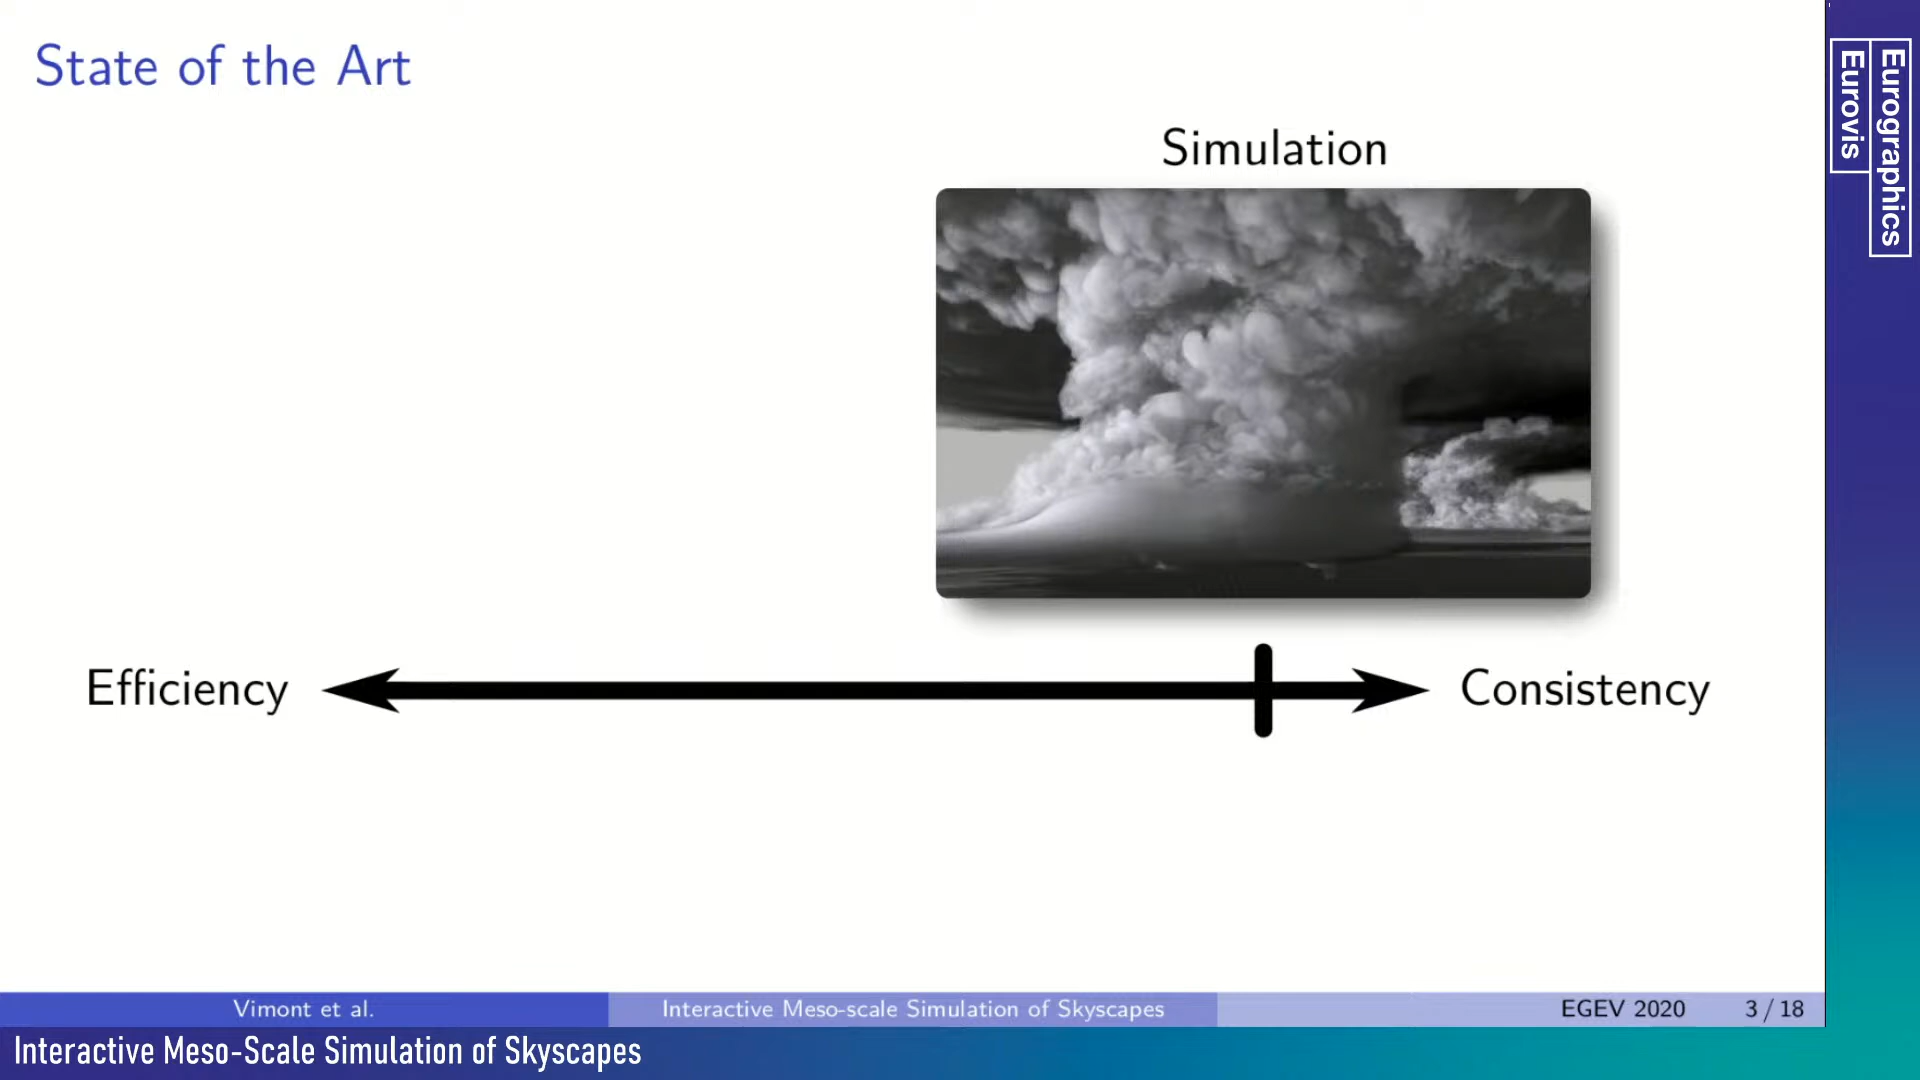 State of the Art
Simulation
Efficiency
Consistency
Vimont et al.
Interactive Meso-scale Simulation of Skyscapes
EGEV 2020
3 / 18
Interactive Meso-Scale Simulation of Skyscapes
Eurographics
Eurovis